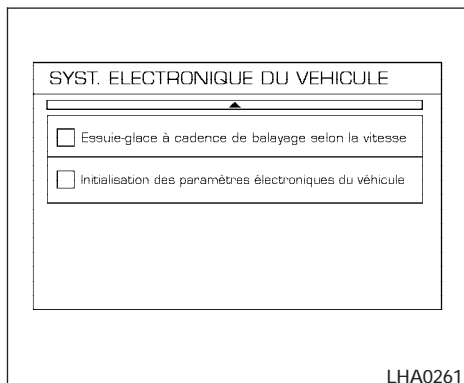 SYST. ELECTRONIQUE DU VEHICULE
Essuie-glace à cadence de balayage selon la vitesse
Initialisation des paramètres électroniques du véhicule
LHA0261